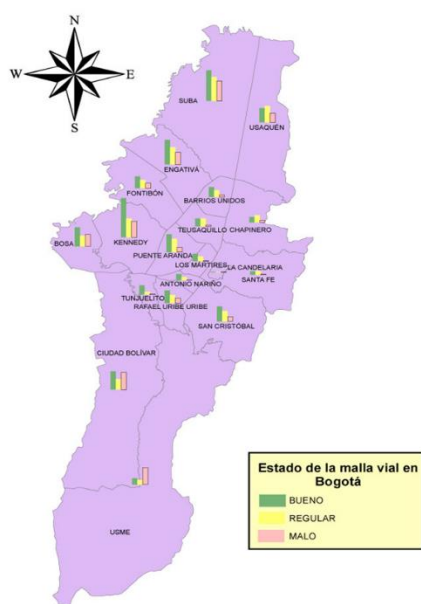 N
W
E
S
SUBA
USAQUÉN
ENGATIVÁ
FONTIBÓN
BARRIOS UNIDOS
TEUSAQUILLO
CHAPINERO
BOSA
KENNEDY
PUENTE ARANDA
LOS MÁRTIRES
LA CANDELARIA
SANTA FE
ANTONIO NARIÑO
TUNJUELITO
RAFAEL URIBE URIBE
SAN CRISTÓBAL
CIUDAD BOLÍVAR
USME
Estado de la malla vial en
Bogotá
BUENO
REGULAR
MALO